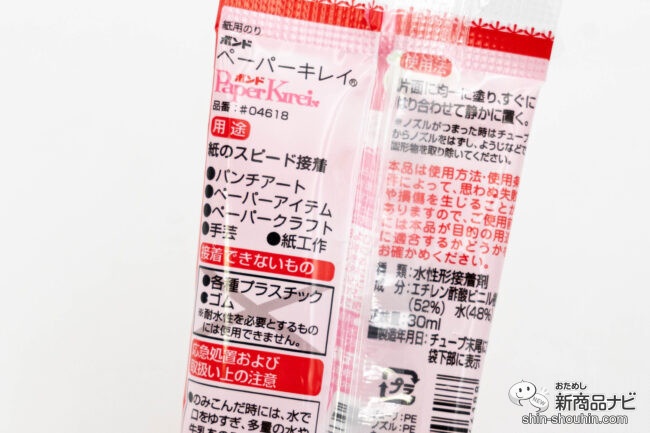 紙用のり
ボンド
ペーパーキレイ®
ボンド
PaperKirei
品番：#04618
用途
紙のスピード接着
●パンチアート
●ペーパーアイテム
●ペーパークラフト
●手芸 ●紙工作
接着できないもの
●各種プラスチック
●ゴム
※耐水性を必要とするもの
には使用できません。
応急処置および
取扱い上の注意
●のみこんだ時には、水で
口をゆすぎ、多量の水や
使用法
片面に均一に塗り、すぐに
はり合わせて静かに置く。
※ノズルがつまった時はチューブ
からノズルをはずし、ようじなどで
固形物を取り除いてください。
本品は使用方法・使用条
件によって、思わぬ失敗
や損傷を生じることが
ありますので、ご使用前
には本品が目的の用途
に適合するかどうか
お確かめください。
種類：水性形接着剤
成分：エチレン酢酸ビニル樹
(52%) 水(48%
30ml
製造年月日：チューブ末尾に
袋下部に表示
プラ
チューブ：PE
ノズル：PE
おためし
新商品ナビ
NEW
shin-shouhin.com